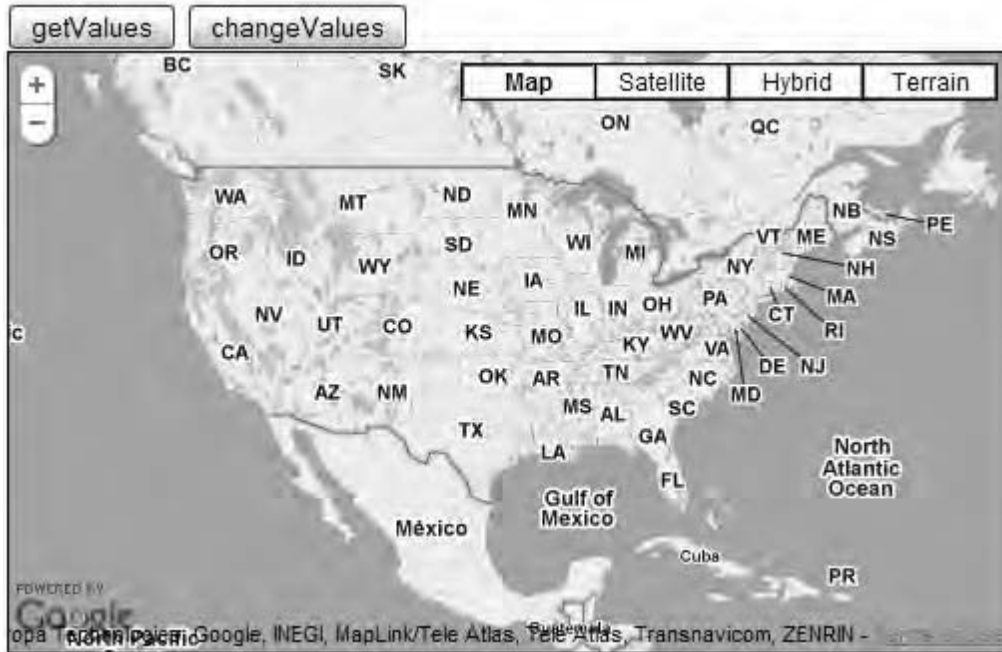 getValues changeValues
BC SK
+
−
Map Satellite Hybrid Terrain
ON QC
WA MT ND MN NB PE
OR ID WY SD WI MI VT ME NS
NE IA NY NH
NV UT CO IL IN OH PA MA
c KS MO KY WV CT RI
CA VA DE NJ
AZ NM OK AR TN NC MD
MS AL SC
TX GA
LA North
Atlantic
Ocean
FL
Gulf of
Mexico
México
Cuba
PR
POWERED BY
Google
North Pacific
Guatemala
Google, INEGI, MapLink/Tele Atlas, Tele Atlas, Transnavicom, ZENRIN -